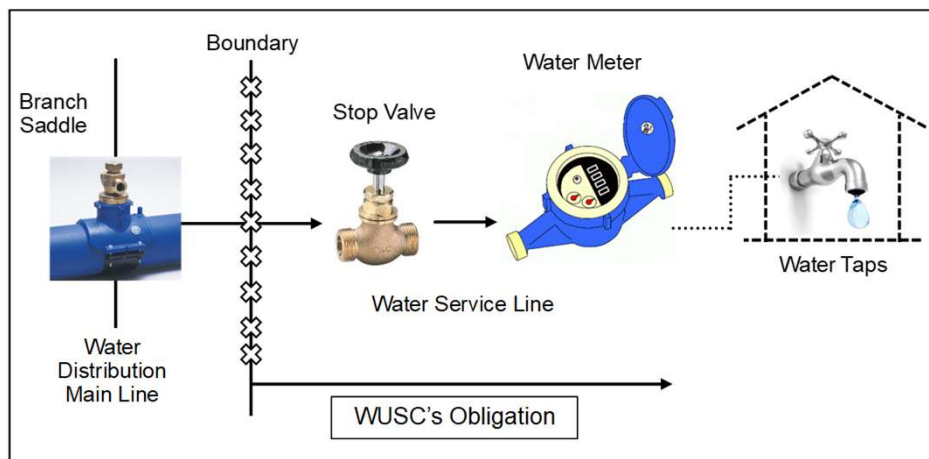 Boundary
Water Meter
Branch
Saddle
Stop Valve
Water Taps
Water Service Line
Water
Distribution
Main Line
WUSC's Obligation